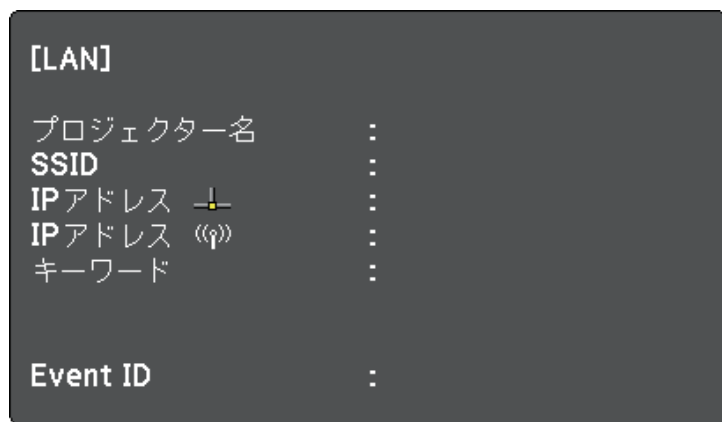 [LAN]
プロジェクター名 :
SSID :
IPアドレス :
IPアドレス :
キーワード :
Event ID :